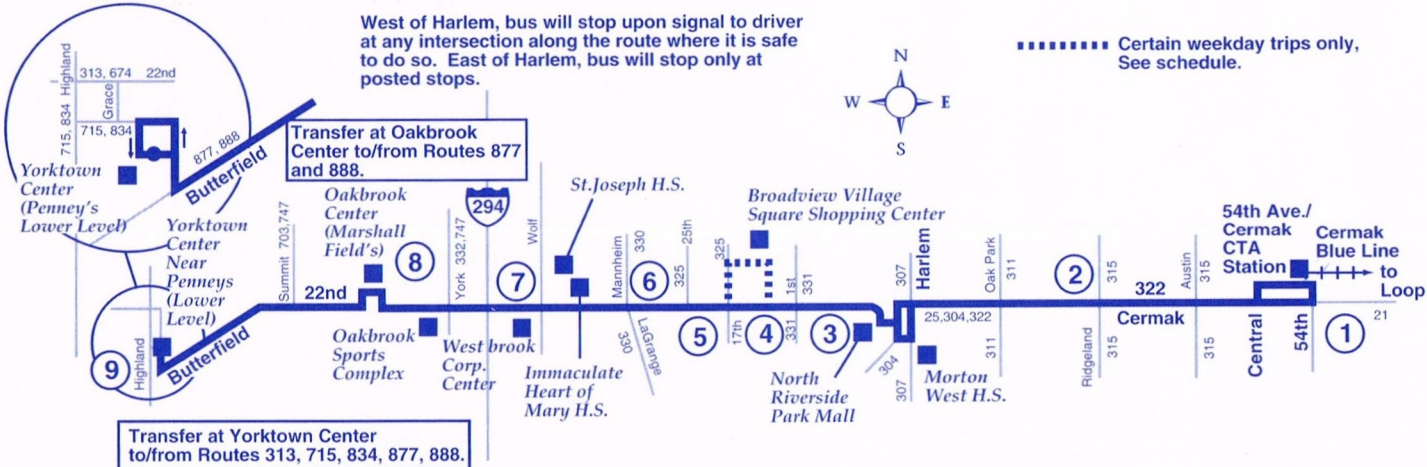 West of Harlem, bus will stop upon signal to driver
at any intersection along the route where it is safe
to do so. East of Harlem, bus will stop only at
posted stops.
N
W
E
S
Certain weekday trips only,
See schedule.
Highland
313, 674 22nd
Grace
715, 834
715, 834
877, 888
Butterfield
Yorktown
Center
(Penney's
Lower Level)
Yorktown
Center
Near
Penneys
(Lower
Level)
Transfer at Oakbrook
Center to/from Routes 877
and 888.
Oakbrook
Center
(Marshall
Field's)
8
294
Summit 703,747
22nd
York 332,747
7
Wolf
St.Joseph H.S.
Mannheim
330
6
25th
325
325
Broadview Village
Square Shopping Center
1st
331
307
Harlem
Oak Park
311
2
315
Austin
315
322
Cermak
54th Ave./
Cermak
CTA
Station
Cermak
Blue Line
to
Loop
9
Highland
Butterfield
Oakbrook
Sports
Complex
West brook
Corp.
Center
Immaculate
Heart of
Mary H.S.
330
LaGrange
5
17th
4
331
3
North
Riverside
Park Mall
304
307
25,304,322
Morton
West H.S.
311
Ridgeland
315
315
Central
54th
1
21
Transfer at Yorktown Center
to/from Routes 313, 715, 834, 877, 888.